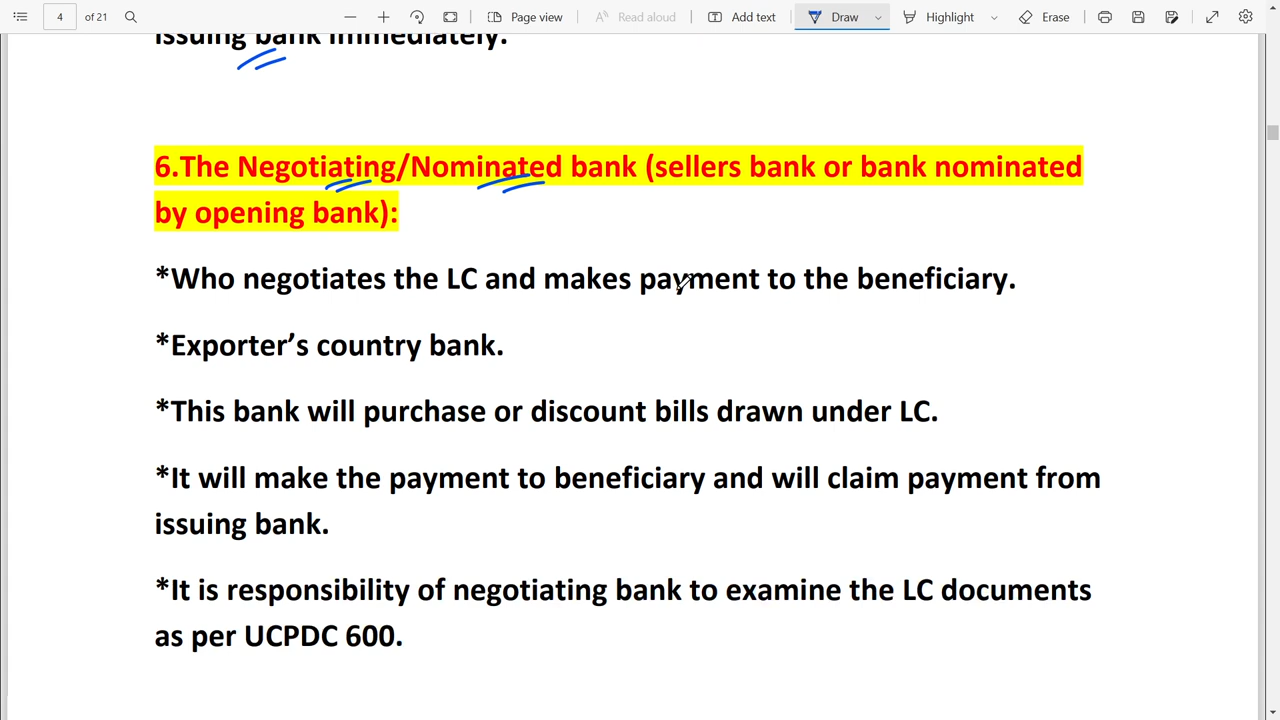 4 of 21 Page view Read aloud Add text Draw Highlight Erase
issuing bank immediately.
6.The Negotiating/Nominated bank (sellers bank or bank nominated
by opening bank):
*Who negotiates the LC and makes payment to the beneficiary.
*Exporter’s country bank.
*This bank will purchase or discount bills drawn under LC.
*It will make the payment to beneficiary and will claim payment from
issuing bank.
*It is responsibility of negotiating bank to examine the LC documents
as per UCPDC 600.